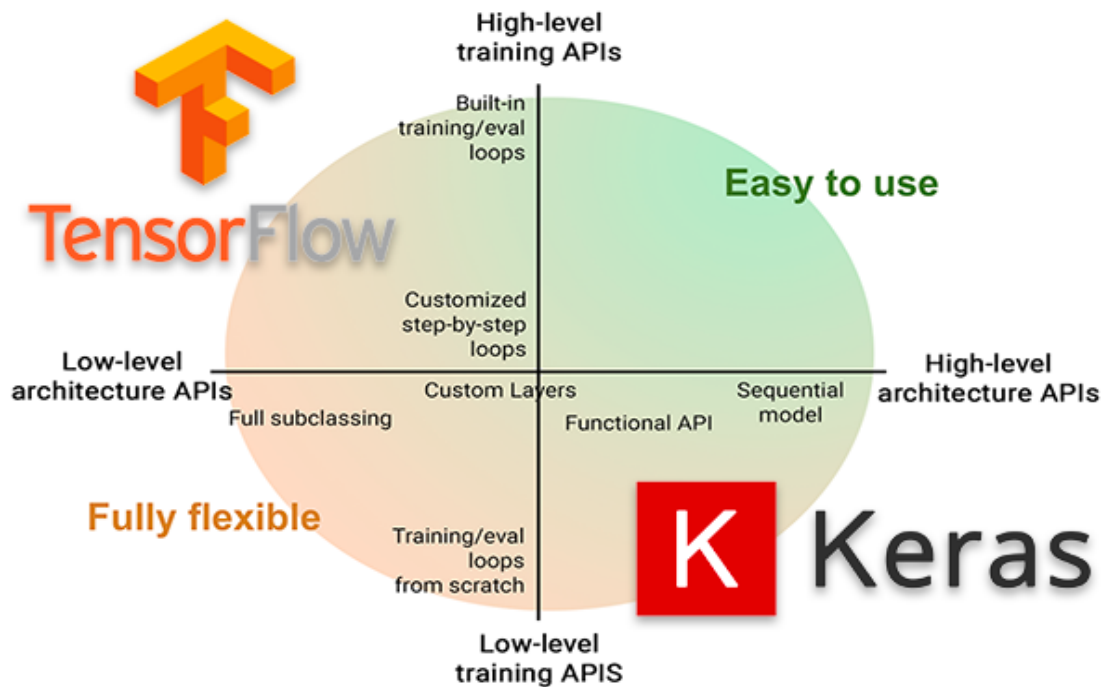 High-level
training APIs
Built-in
training/eval
loops
Easy to use
TensorFlow
Customized
step-by-step
loops
Low-level
architecture APIs
High-level
architecture APIs
Custom Layers
Sequential
model
Full subclassing
Functional API
Fully flexible
Training/eval
loops
from scratch
K Keras
Low-level
training APIS